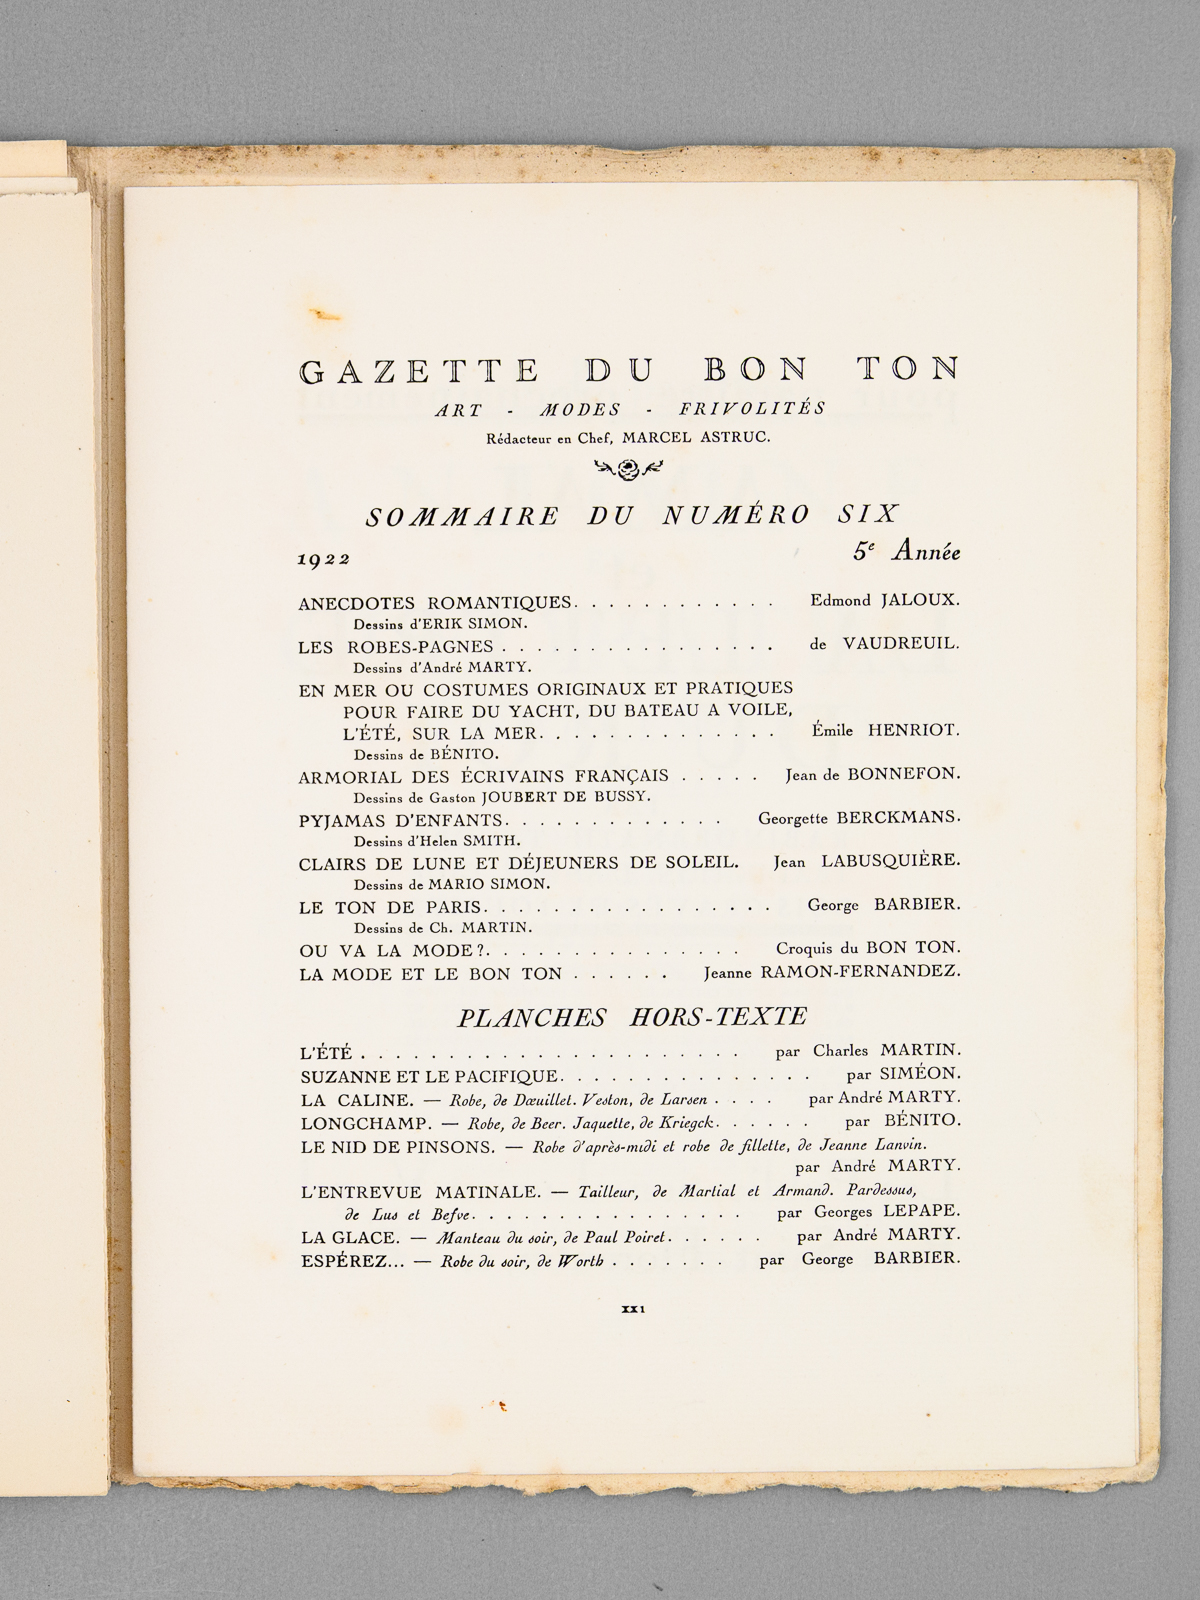 GAZETTE DU BON TON
ART - MODES - FRIVOLITÉS
Rédacteur en Chef, MARCEL ASTRUC.
SOMMAIRE DU NUMÉRO SIX
1922 5e Année
ANECDOTES ROMANTIQUES. . . . . . . . . . . . Edmond JALOUX.
Dessins d'ERIK SIMON.
LES ROBES-PAGNES . . . . . . . . . . . . . . . . de VAUDREUIL.
Dessins d'André MARTY.
EN MER OU COSTUMES ORIGINAUX ET PRATIQUES
POUR FAIRE DU YACHT, DU BATEAU A VOILE,
L'ÉTÉ, SUR LA MER. . . . . . . . . . . . . . Émile HENRIOT.
Dessins de BÉNITO.
ARMORIAL DES ÉCRIVAINS FRANÇAIS . . . . . Jean de BONNEFON.
Dessins de Gaston JOUBERT DE BUSSY.
PYJAMAS D'ENFANTS. . . . . . . . . . . . . Georgette BERCKMANS.
Dessins d'Helen SMITH.
CLAIRS DE LUNE ET DÉJEUNERS DE SOLEIL. Jean LABUSQUIÈRE.
Dessins de MARIO SIMON.
LE TON DE PARIS. . . . . . . . . . . . . . . . . George BARBIER.
Dessins de Ch. MARTIN.
OU VA LA MODE?. . . . . . . . . . . . . . . Croquis du BON TON.
LA MODE ET LE BON TON . . . . . . Jeanne RAMON-FERNANDEZ.
PLANCHES HORS-TEXTE
L'ÉTÉ . . . . . . . . . . . . . . . . . . . . . . par Charles MARTIN.
SUZANNE ET LE PACIFIQUE. . . . . . . . . . . . . . . par SIMÉON.
LA CALINE. — Robe, de Dœuillet. Veston, de Larsen . . . . par André MARTY.
LONGCHAMP. — Robe, de Beer. Jaquette, de Kriegck. . . . . . par BÉNITO.
LE NID DE PINSONS. — Robe d'après-midi et robe de fillette, de Jeanne Lanvin.
par André MARTY.
L'ENTREVUE MATINALE. — Tailleur, de Martial et Armand. Pardessus,
de Lus et Befve. . . . . . . . . . . . . . . . par Georges LEPAPE.
LA GLACE. — Manteau du soir, de Paul Poiret. . . . . . par André MARTY.
ESPÉREZ... — Robe du soir, de Worth . . . . . . . par George BARBIER.
XXI